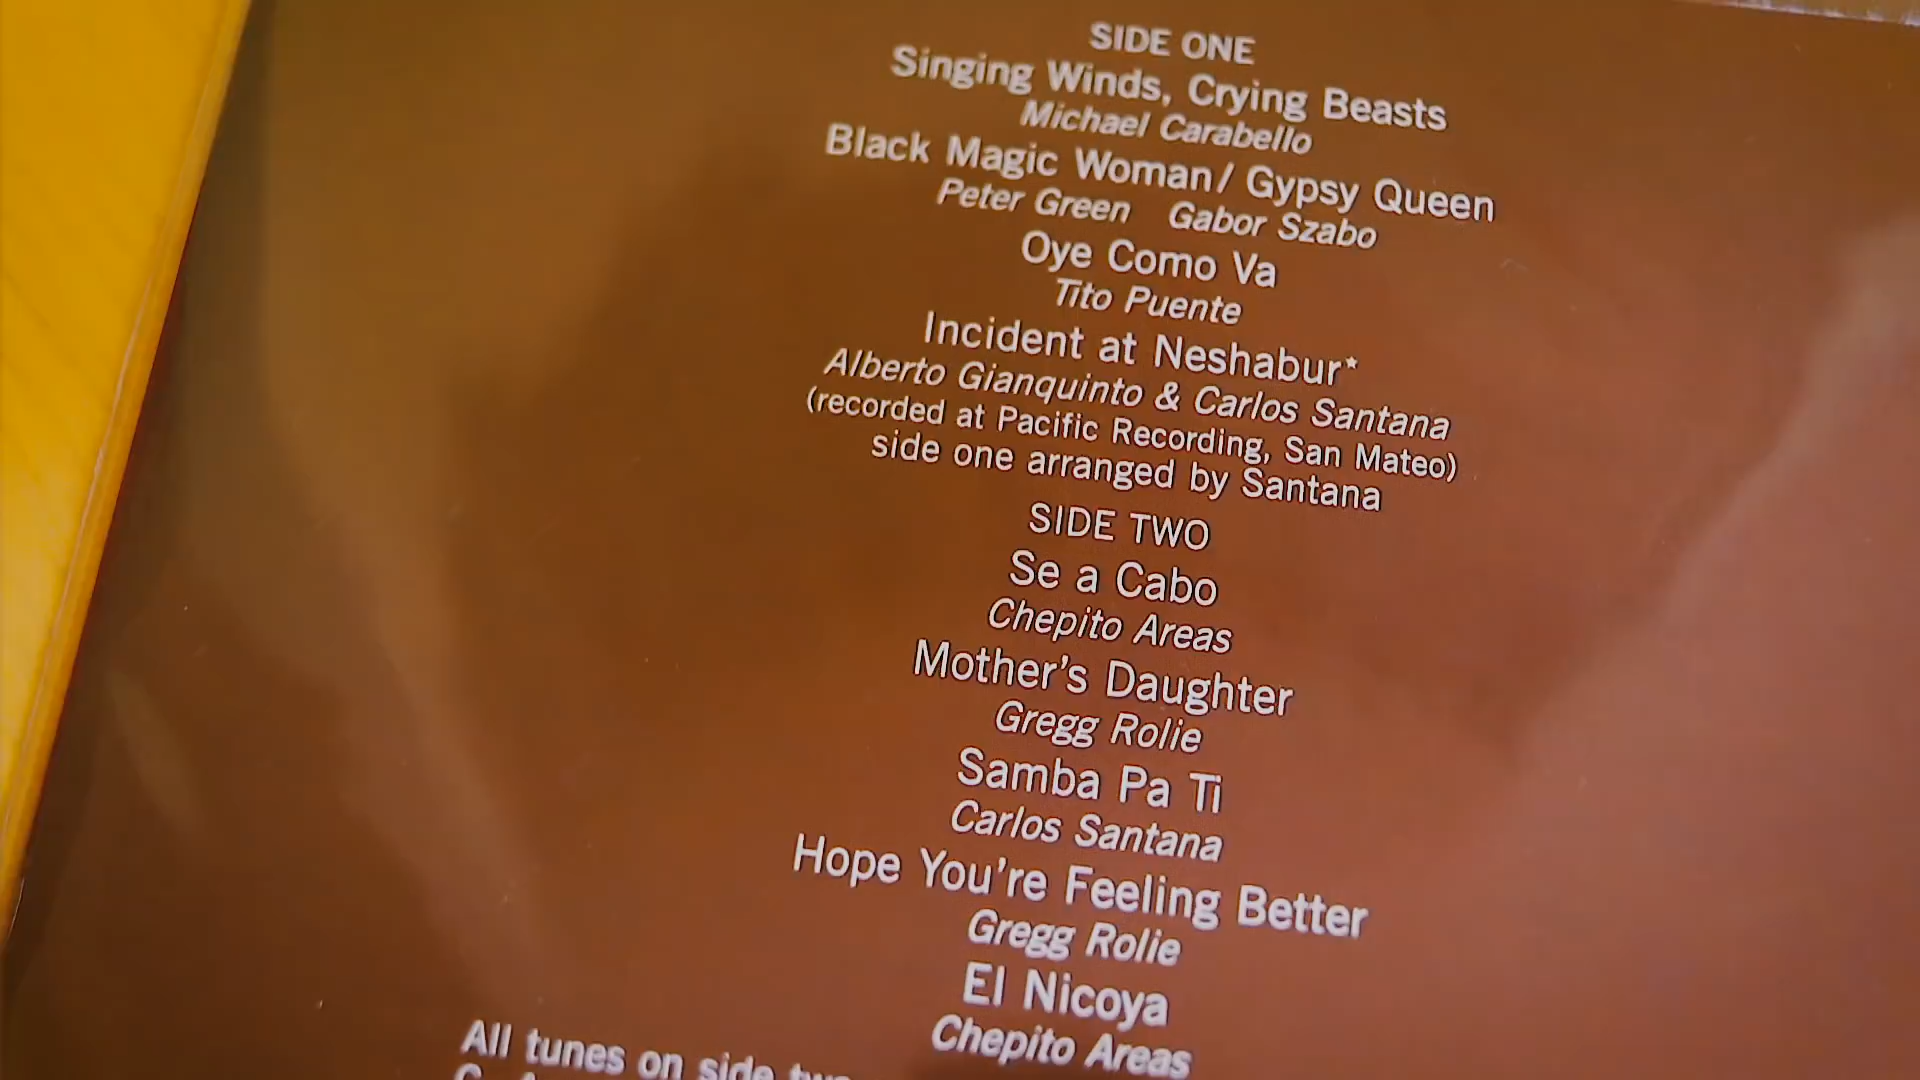 SIDE ONE
Singing Winds, Crying Beasts
Michael Carabello
Black Magic Woman/ Gypsy Queen
Peter Green Gabor Szabo
Oye Como Va
Tito Puente
Incident at Neshabur*
Alberto Gianquinto & Carlos Santana
(recorded at Pacific Recording, San Mateo)
side one arranged by Santana
SIDE TWO
Se a Cabo
Chepito Areas
Mother's Daughter
Gregg Rolie
Samba Pa Ti
Carlos Santana
Hope You're Feeling Better
Gregg Rolie
El Nicoya
Chepito Areas
All tunes on side